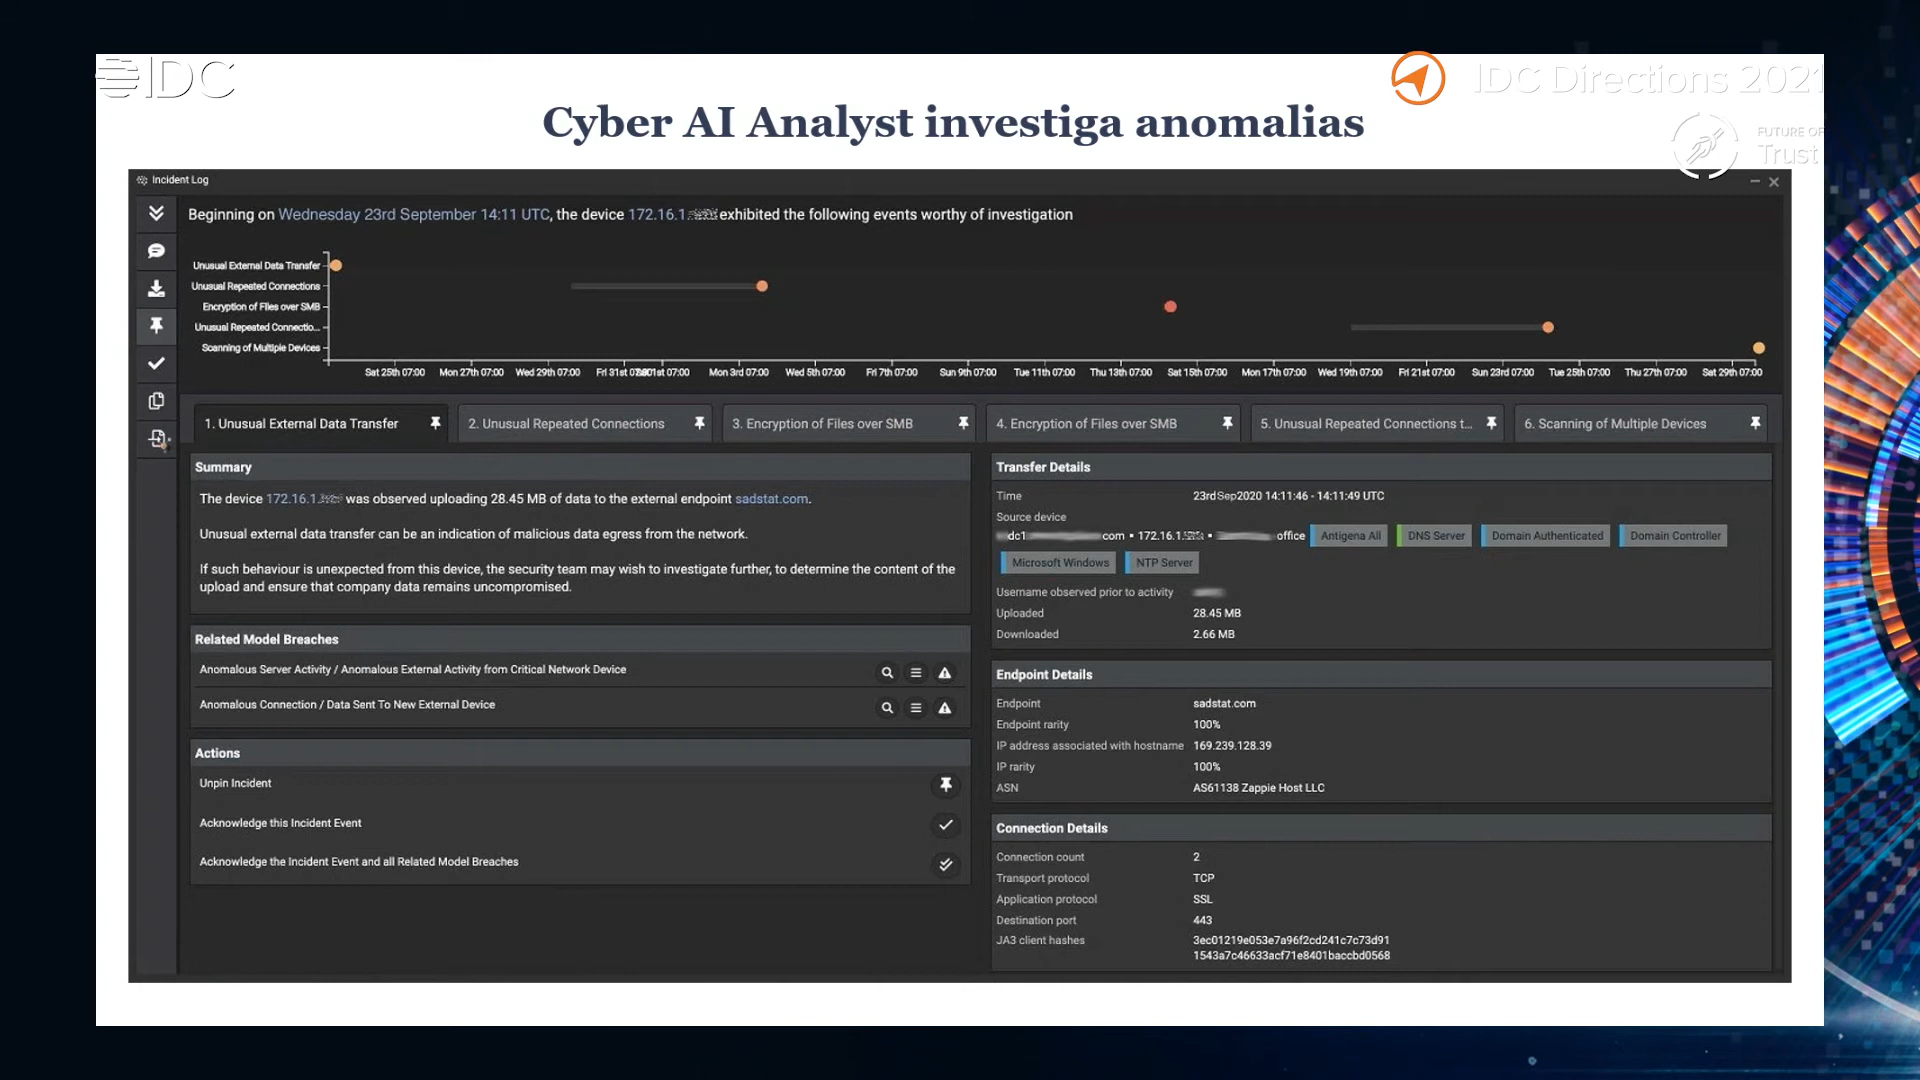 IDC
IDC Directions 2021
FUTURE OF
Trust
Cyber AI Analyst investiga anomalias
Incident Log
Beginning on Wednesday 23rd September 14:11 UTC, the device 172.16.1. exhibited the following events worthy of investigation
Unusual External Data Transfer
Unusual Repeated Connections
Encryption of Files over SMB
Unusual Repeated Connectio...
Scanning of Multiple Devices
Sat 25th 07:00 Mon 27th 07:00 Wed 29th 07:00 Fri 31st 07:00 Mon 3rd 07:00 Wed 5th 07:00 Fri 7th 07:00 Sun 9th 07:00 Tue 11th 07:00 Thu 13th 07:00 Sat 15th 07:00 Mon 17th 07:00 Wed 19th 07:00 Fri 21st 07:00 Sun 23rd 07:00 Tue 25th 07:00 Thu 27th 07:00 Sat 29th 07:00
1. Unusual External Data Transfer 2. Unusual Repeated Connections 3. Encryption of Files over SMB 4. Encryption of Files over SMB 5. Unusual Repeated Connections t... 6. Scanning of Multiple Devices
Summary
The device 172.16.1. was observed uploading 28.45 MB of data to the external endpoint sadstat.com.
Unusual external data transfer can be an indication of malicious data egress from the network.
If such behaviour is unexpected from this device, the security team may wish to investigate further, to determine the content of the
upload and ensure that company data remains uncompromised.
Related Model Breaches
Anomalous Server Activity / Anomalous External Activity from Critical Network Device
Anomalous Connection / Data Sent To New External Device
Actions
Unpin Incident
Acknowledge this Incident Event
Acknowledge the Incident Event and all Related Model Breaches
Transfer Details
Time 23rd Sep 2020 14:11:46 - 14:11:49 UTC
Source device
dc1 com • 172.16.1. • office Antigena All DNS Server Domain Authenticated Domain Controller
Microsoft Windows NTP Server
Username observed prior to activity
Uploaded 28.45 MB
Downloaded 2.66 MB
Endpoint Details
Endpoint sadstat.com
Endpoint rarity 100%
IP address associated with hostname 169.239.128.39
IP rarity 100%
ASN AS61138 Zappie Host LLC
Connection Details
Connection count 2
Transport protocol TCP
Application protocol SSL
Destination port 443
JA3 client hashes 3ec01219e053e7a96f2cd241c7c73d91
1543a7c46633acf71e8401baccbd0568